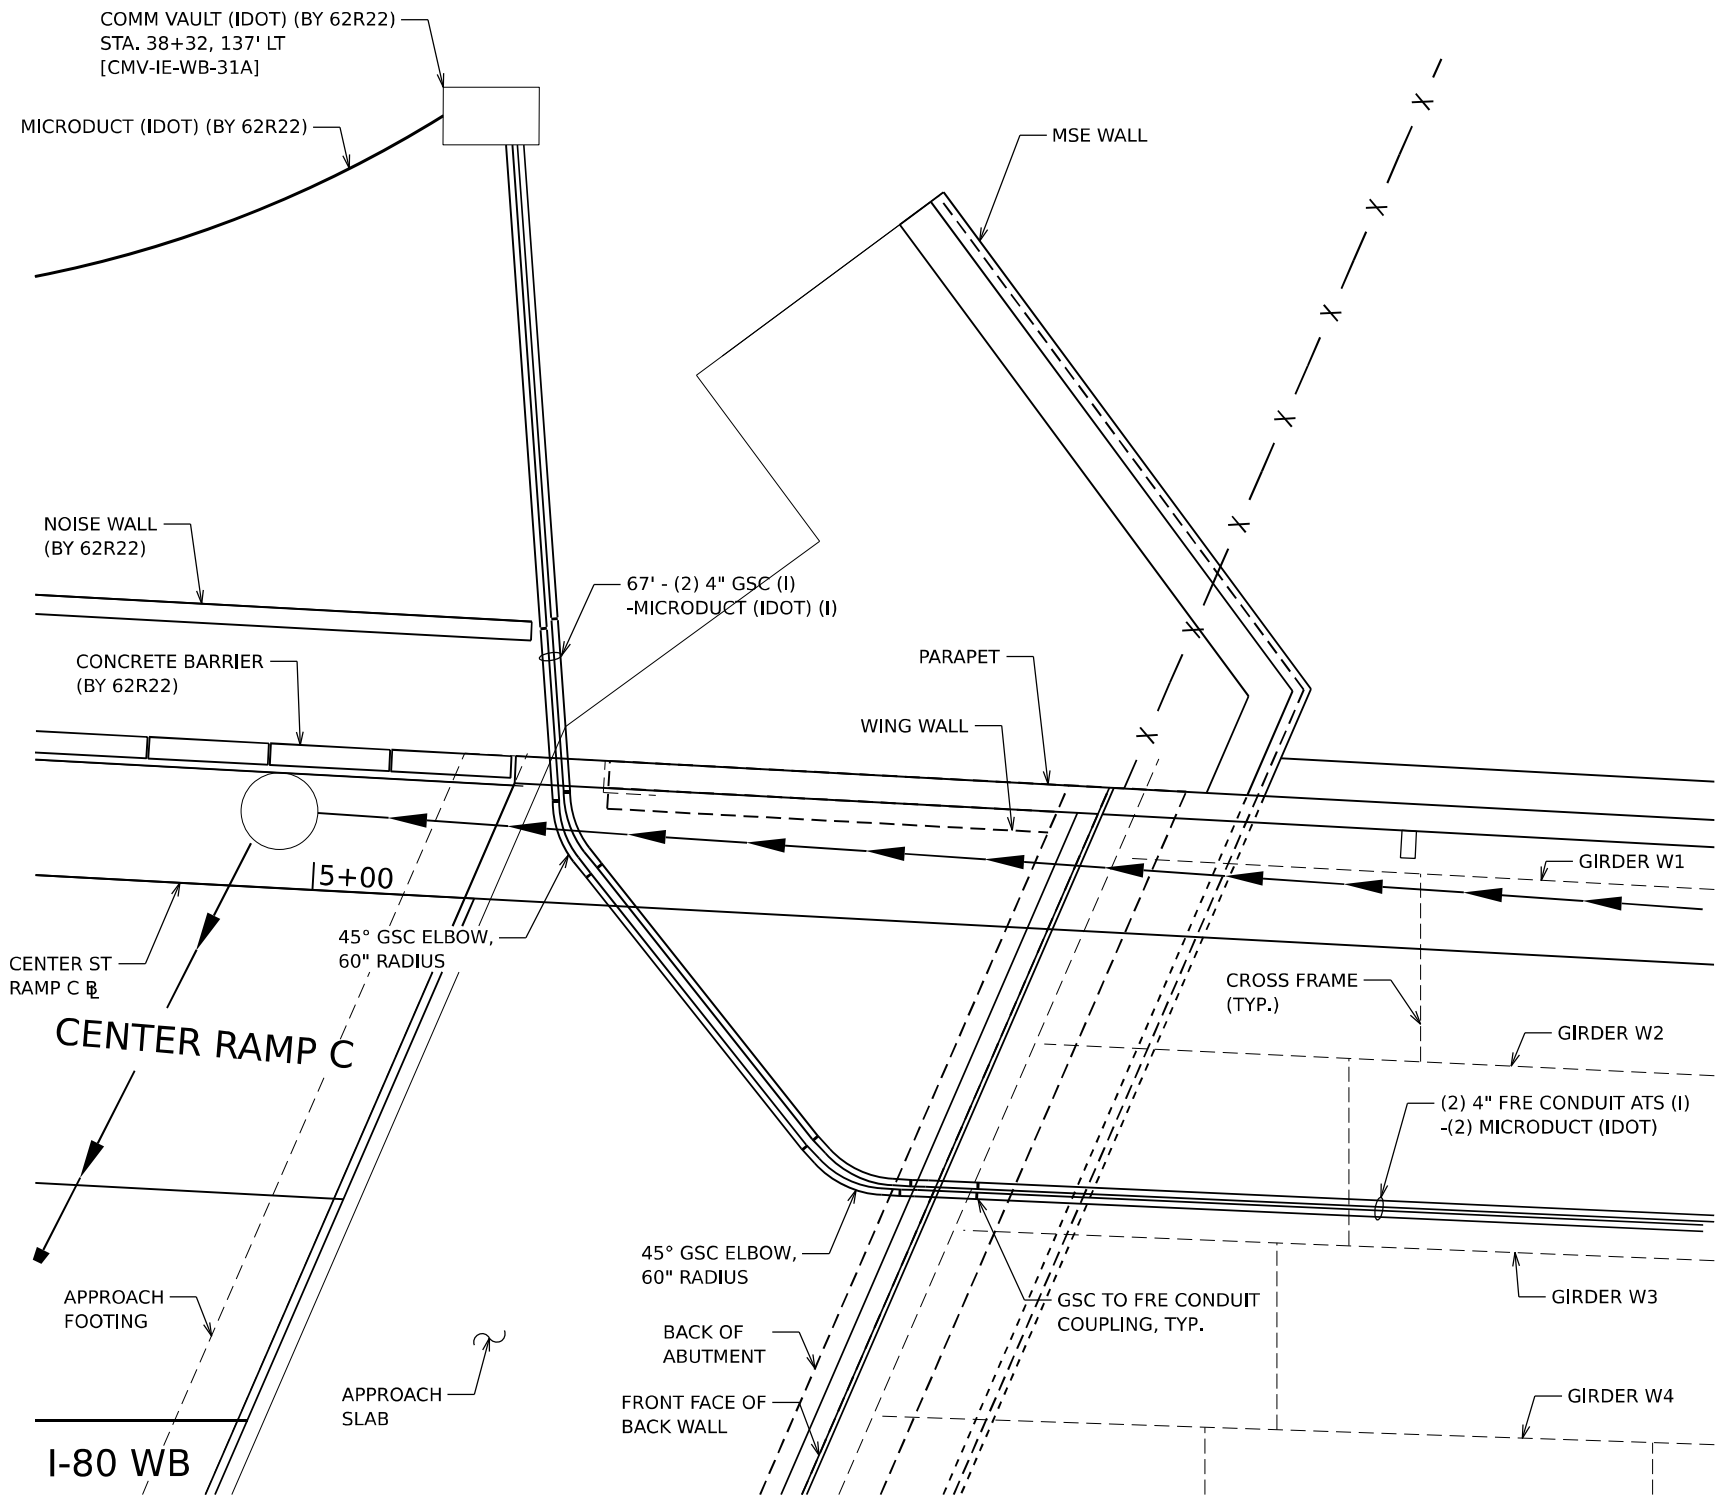 COMM VAULT (IDOT) (BY 62R22)
STA. 38+32, 137' LT
[CMV-IE-WB-31A]
MICRODUCT (IDOT) (BY 62R22)
MSE WALL
X
X
X
X
X
X
X
NOISE WALL
(BY 62R22)
67' - (2) 4" GSC (I)
-MICRODUCT (IDOT) (I)
CONCRETE BARRIER
(BY 62R22)
PARAPET
WING WALL
5+00
GIRDER W1
45° GSC ELBOW,
60" RADIUS
CENTER ST
RAMP C ⅊
CROSS FRAME
(TYP.)
CENTER RAMP C
GIRDER W2
(2) 4" FRE CONDUIT ATS (I)
-(2) MICRODUCT (IDOT)
45° GSC ELBOW,
60" RADIUS
APPROACH
FOOTING
GSC TO FRE CONDUIT
COUPLING, TYP.
GIRDER W3
BACK OF
ABUTMENT
APPROACH
SLAB
FRONT FACE OF
BACK WALL
GIRDER W4
I-80 WB